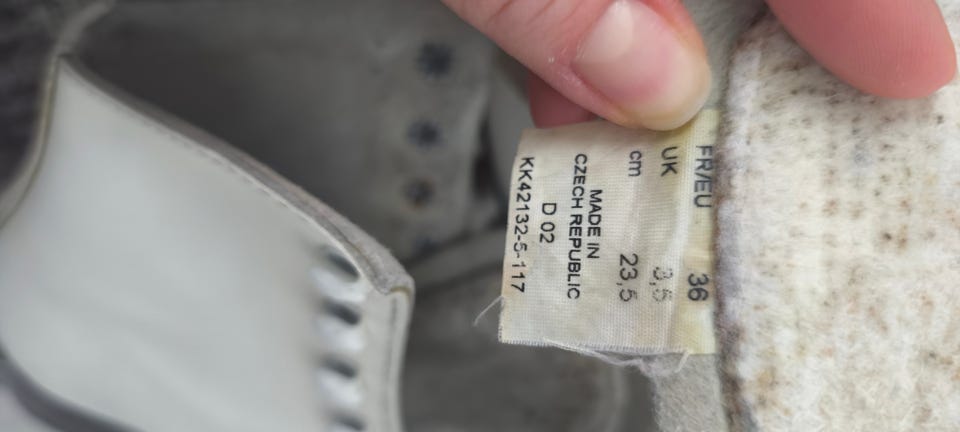 FR/EU 36
UK 3,5
cm 23,5
MADE IN
CZECH REPUBLIC
D 02
KK42132-5-117